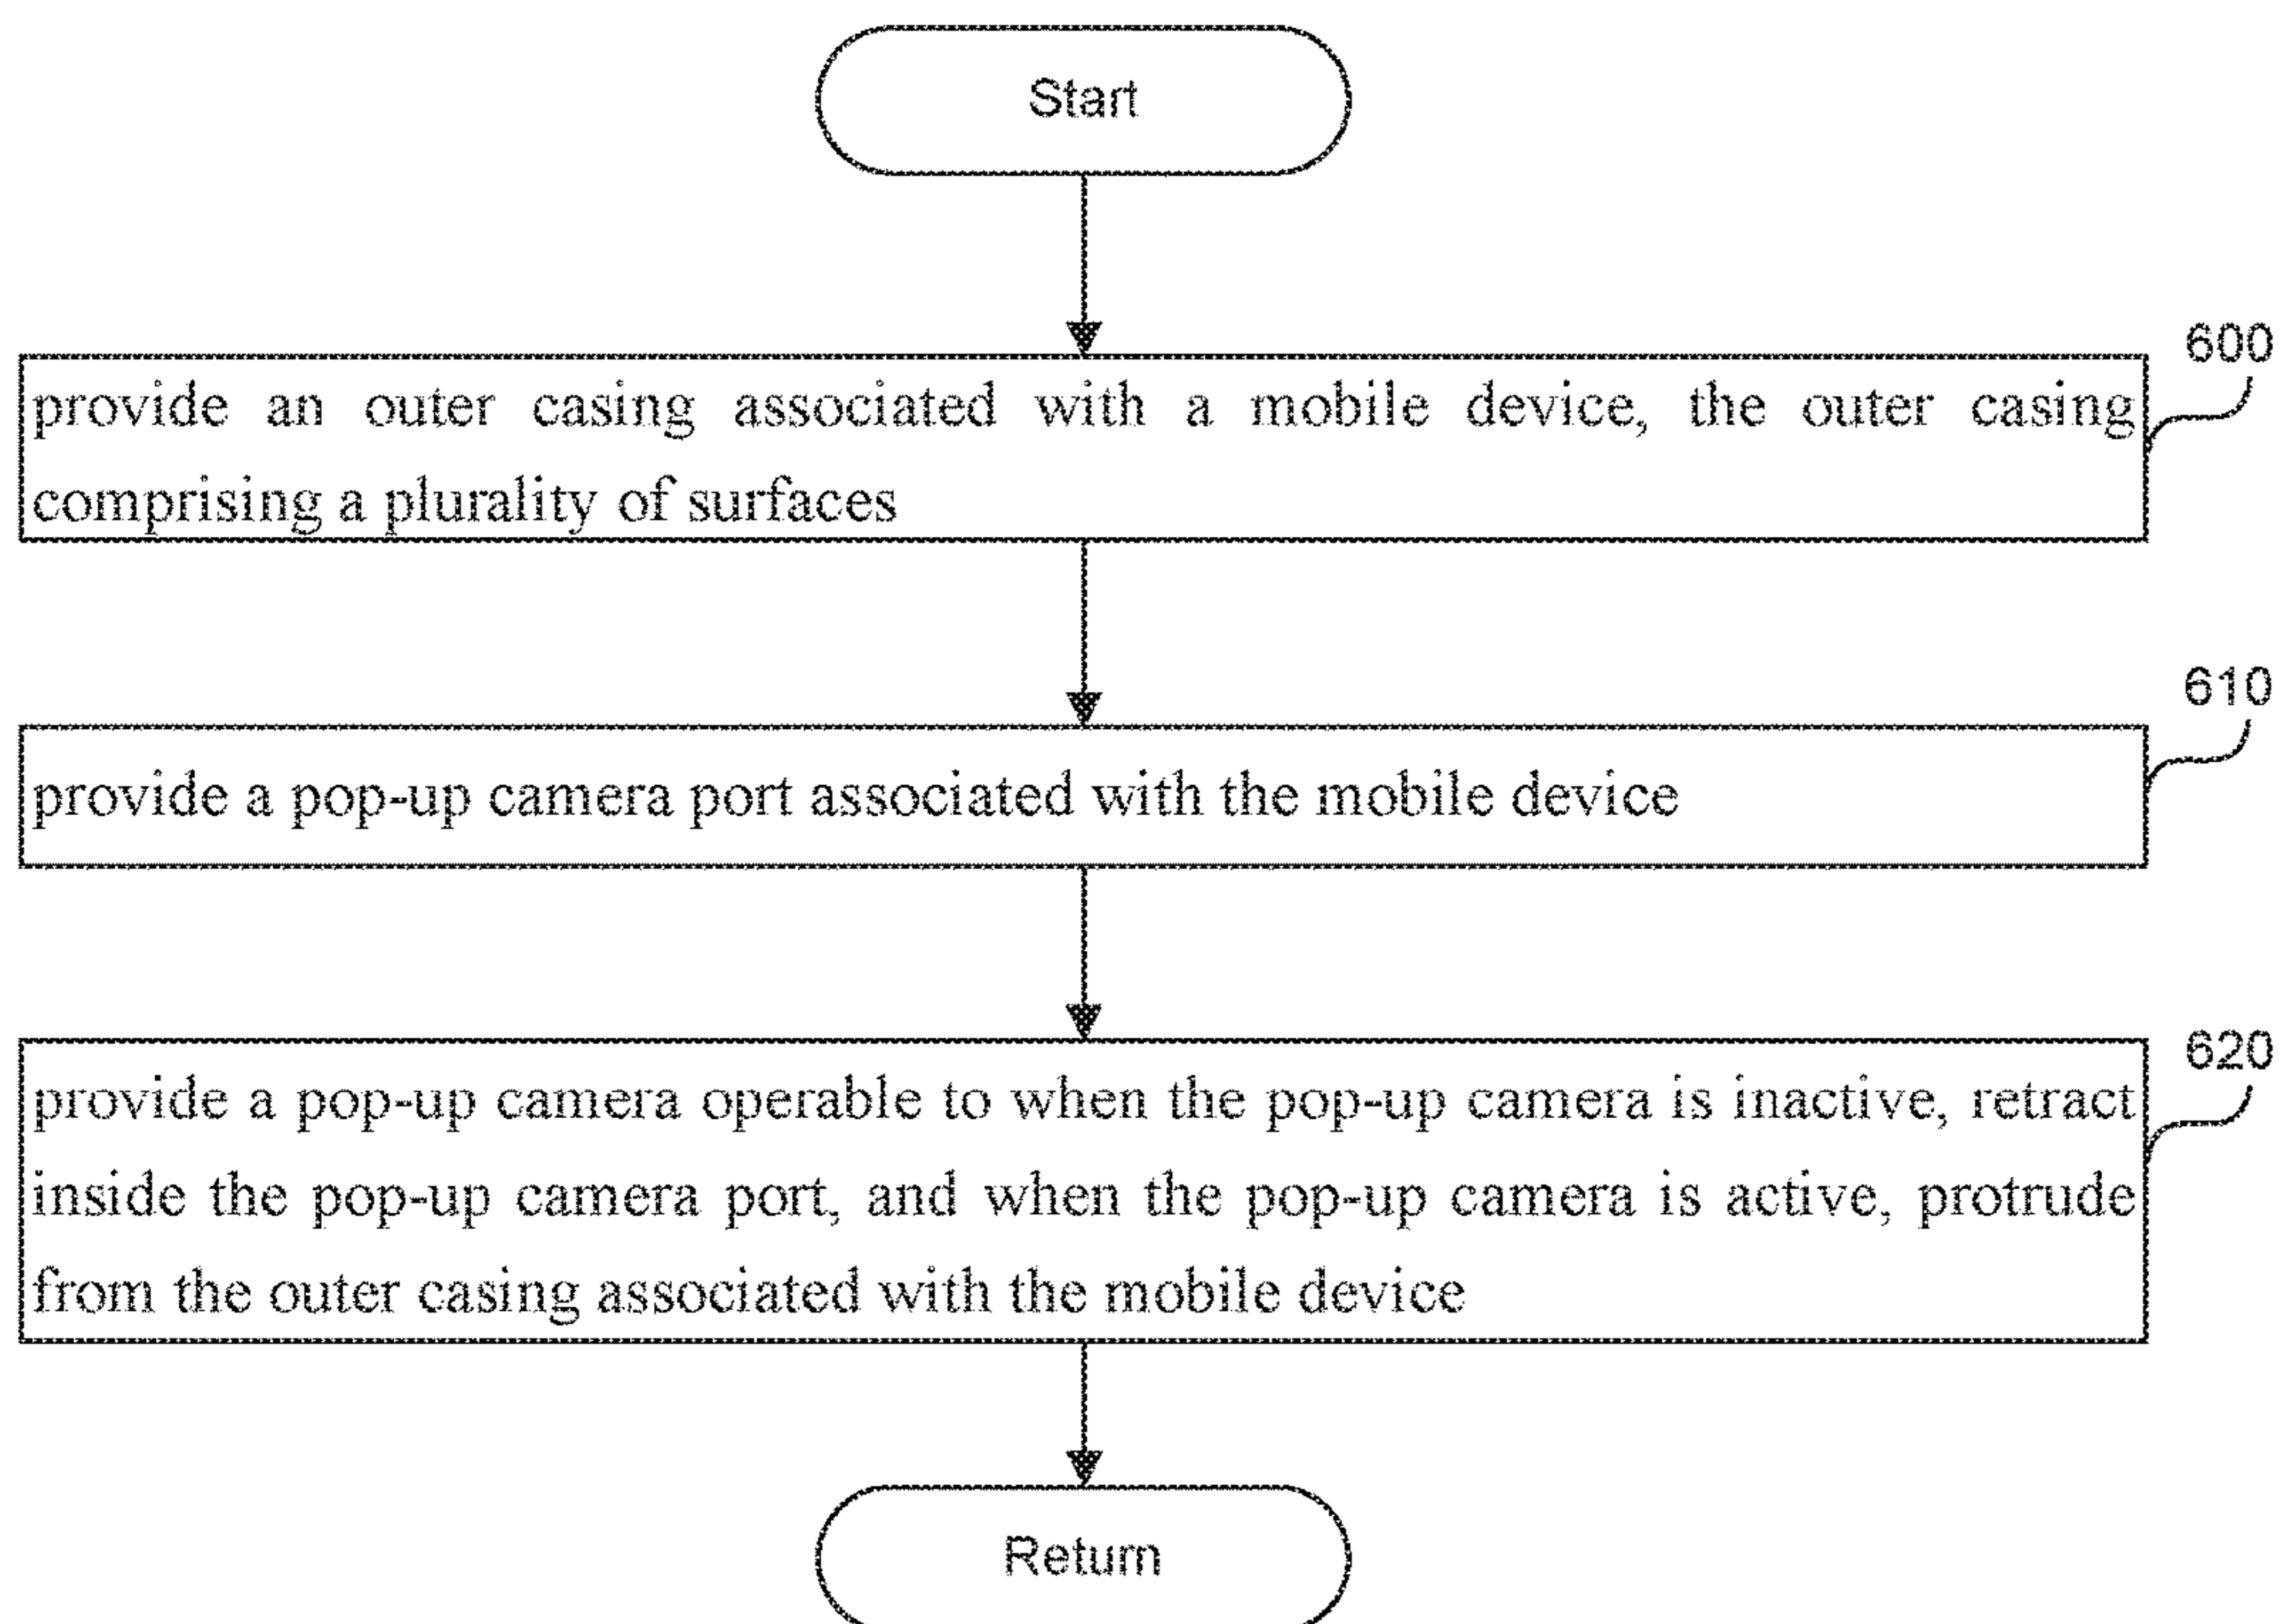 Start
600
provide an outer casing associated with a mobile device, the outer casing
comprising a plurality of surfaces
610
provide a pop-up camera port associated with the mobile device
620
provide a pop-up camera operable to when the pop-up camera is inactive, retract
inside the pop-up camera port, and when the pop-up camera is active, protrude
from the outer casing associated with the mobile device
Return